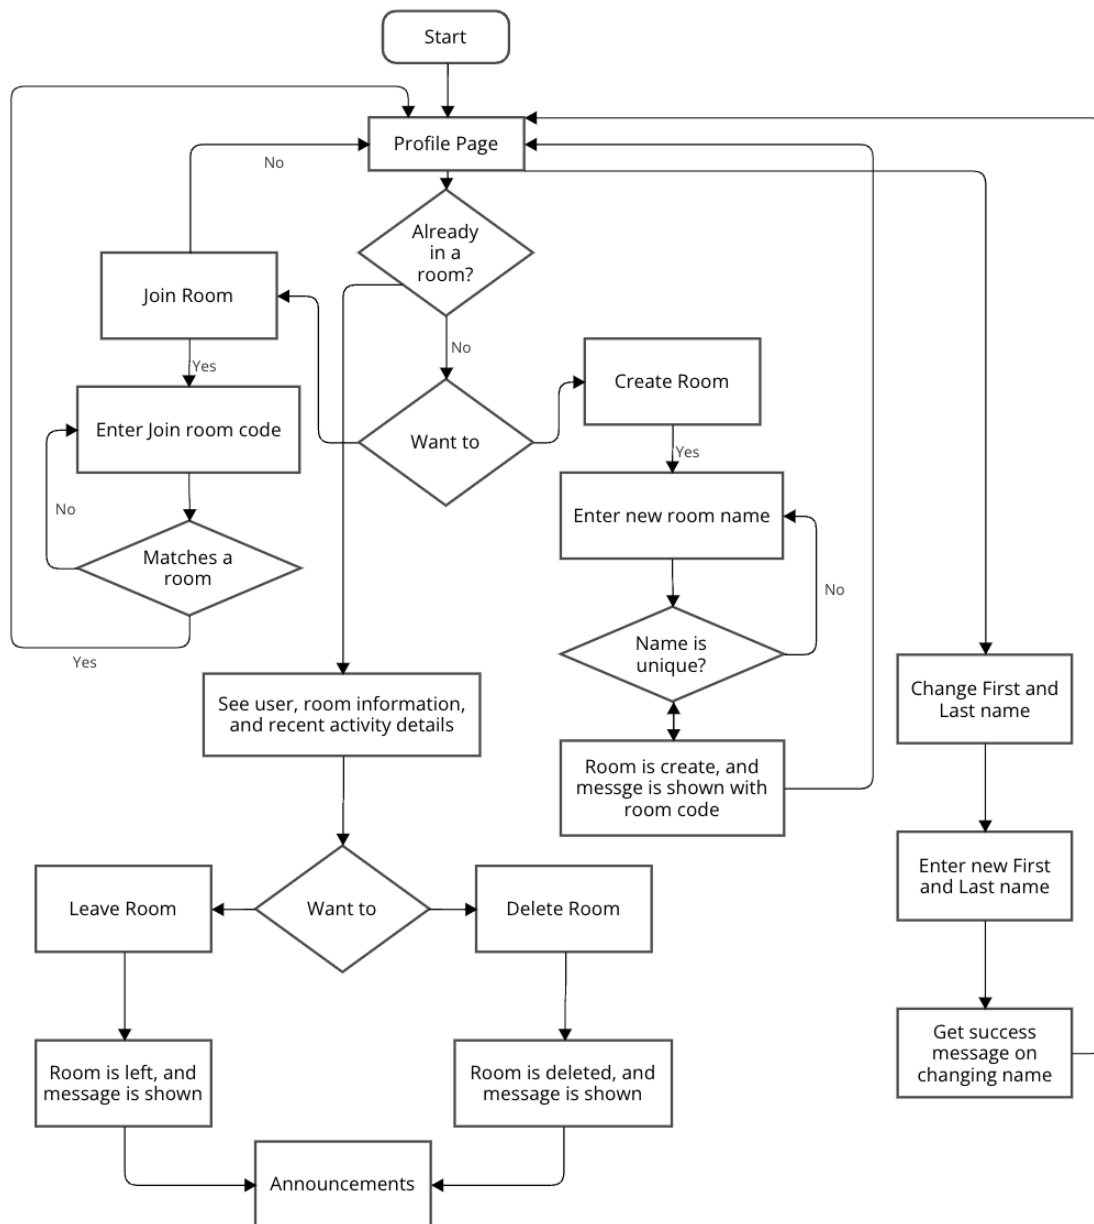 Start
Profile Page
No
Already
in a
room?
Join Room
No
Yes
Create Room
Enter Join room code
Want to
Yes
Enter new room name
No
Matches a
room
No
Name is
unique?
Yes
See user, room information,
and recent activity details
Change First and
Last name
Room is create, and
messge is shown with
room code
Enter new First
and Last name
Leave Room
Want to
Delete Room
Get success
message on
changing name
Room is left, and
message is shown
Room is deleted, and
message is shown
Announcements